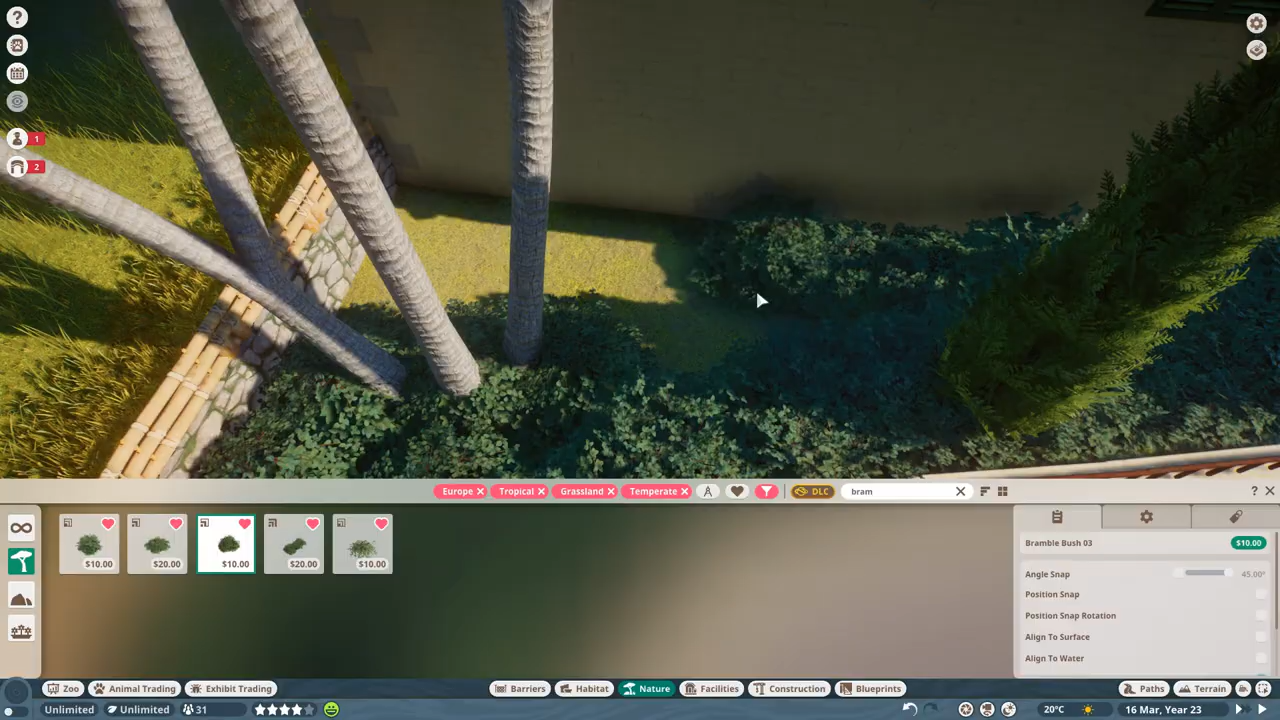 ?
1
2
Europe ✕ Tropical ✕ Grassland ✕ Temperate ✕ DLC bram ✕
? ✕
$10.00 $20.00 $10.00 $20.00 $10.00
Bramble Bush 03 $10.00
Angle Snap 45.00°
Position Snap
Position Snap Rotation
Align To Surface
Align To Water
Zoo Animal Trading Exhibit Trading Barriers Habitat Nature Facilities Construction Blueprints Paths Terrain
Unlimited Unlimited 31 20°C 16 Mar, Year 23